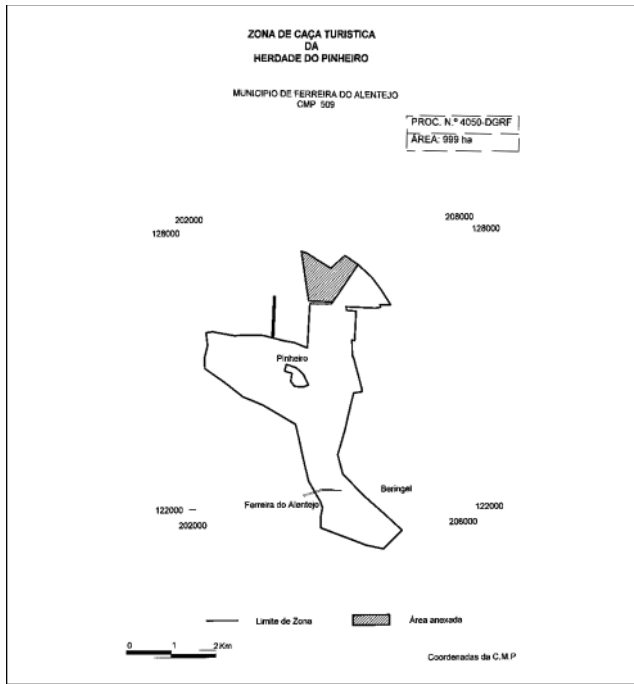 ZONA DE CAÇA TURISTICA
DA
HERDADE DO PINHEIRO
MUNICIPIO DE FERREIRA DO ALENTEJO
CMP 509
PROC. N.º 4050-DGRF
ÁREA: 999 ha
202000
128000
208000
128000
Pinheiro
Beringel
Ferreira do Alentejo
122000
202000
122000
208000
Limite de Zona
Área anexada
0 1 2 Km
Coordenadas da C.M.P